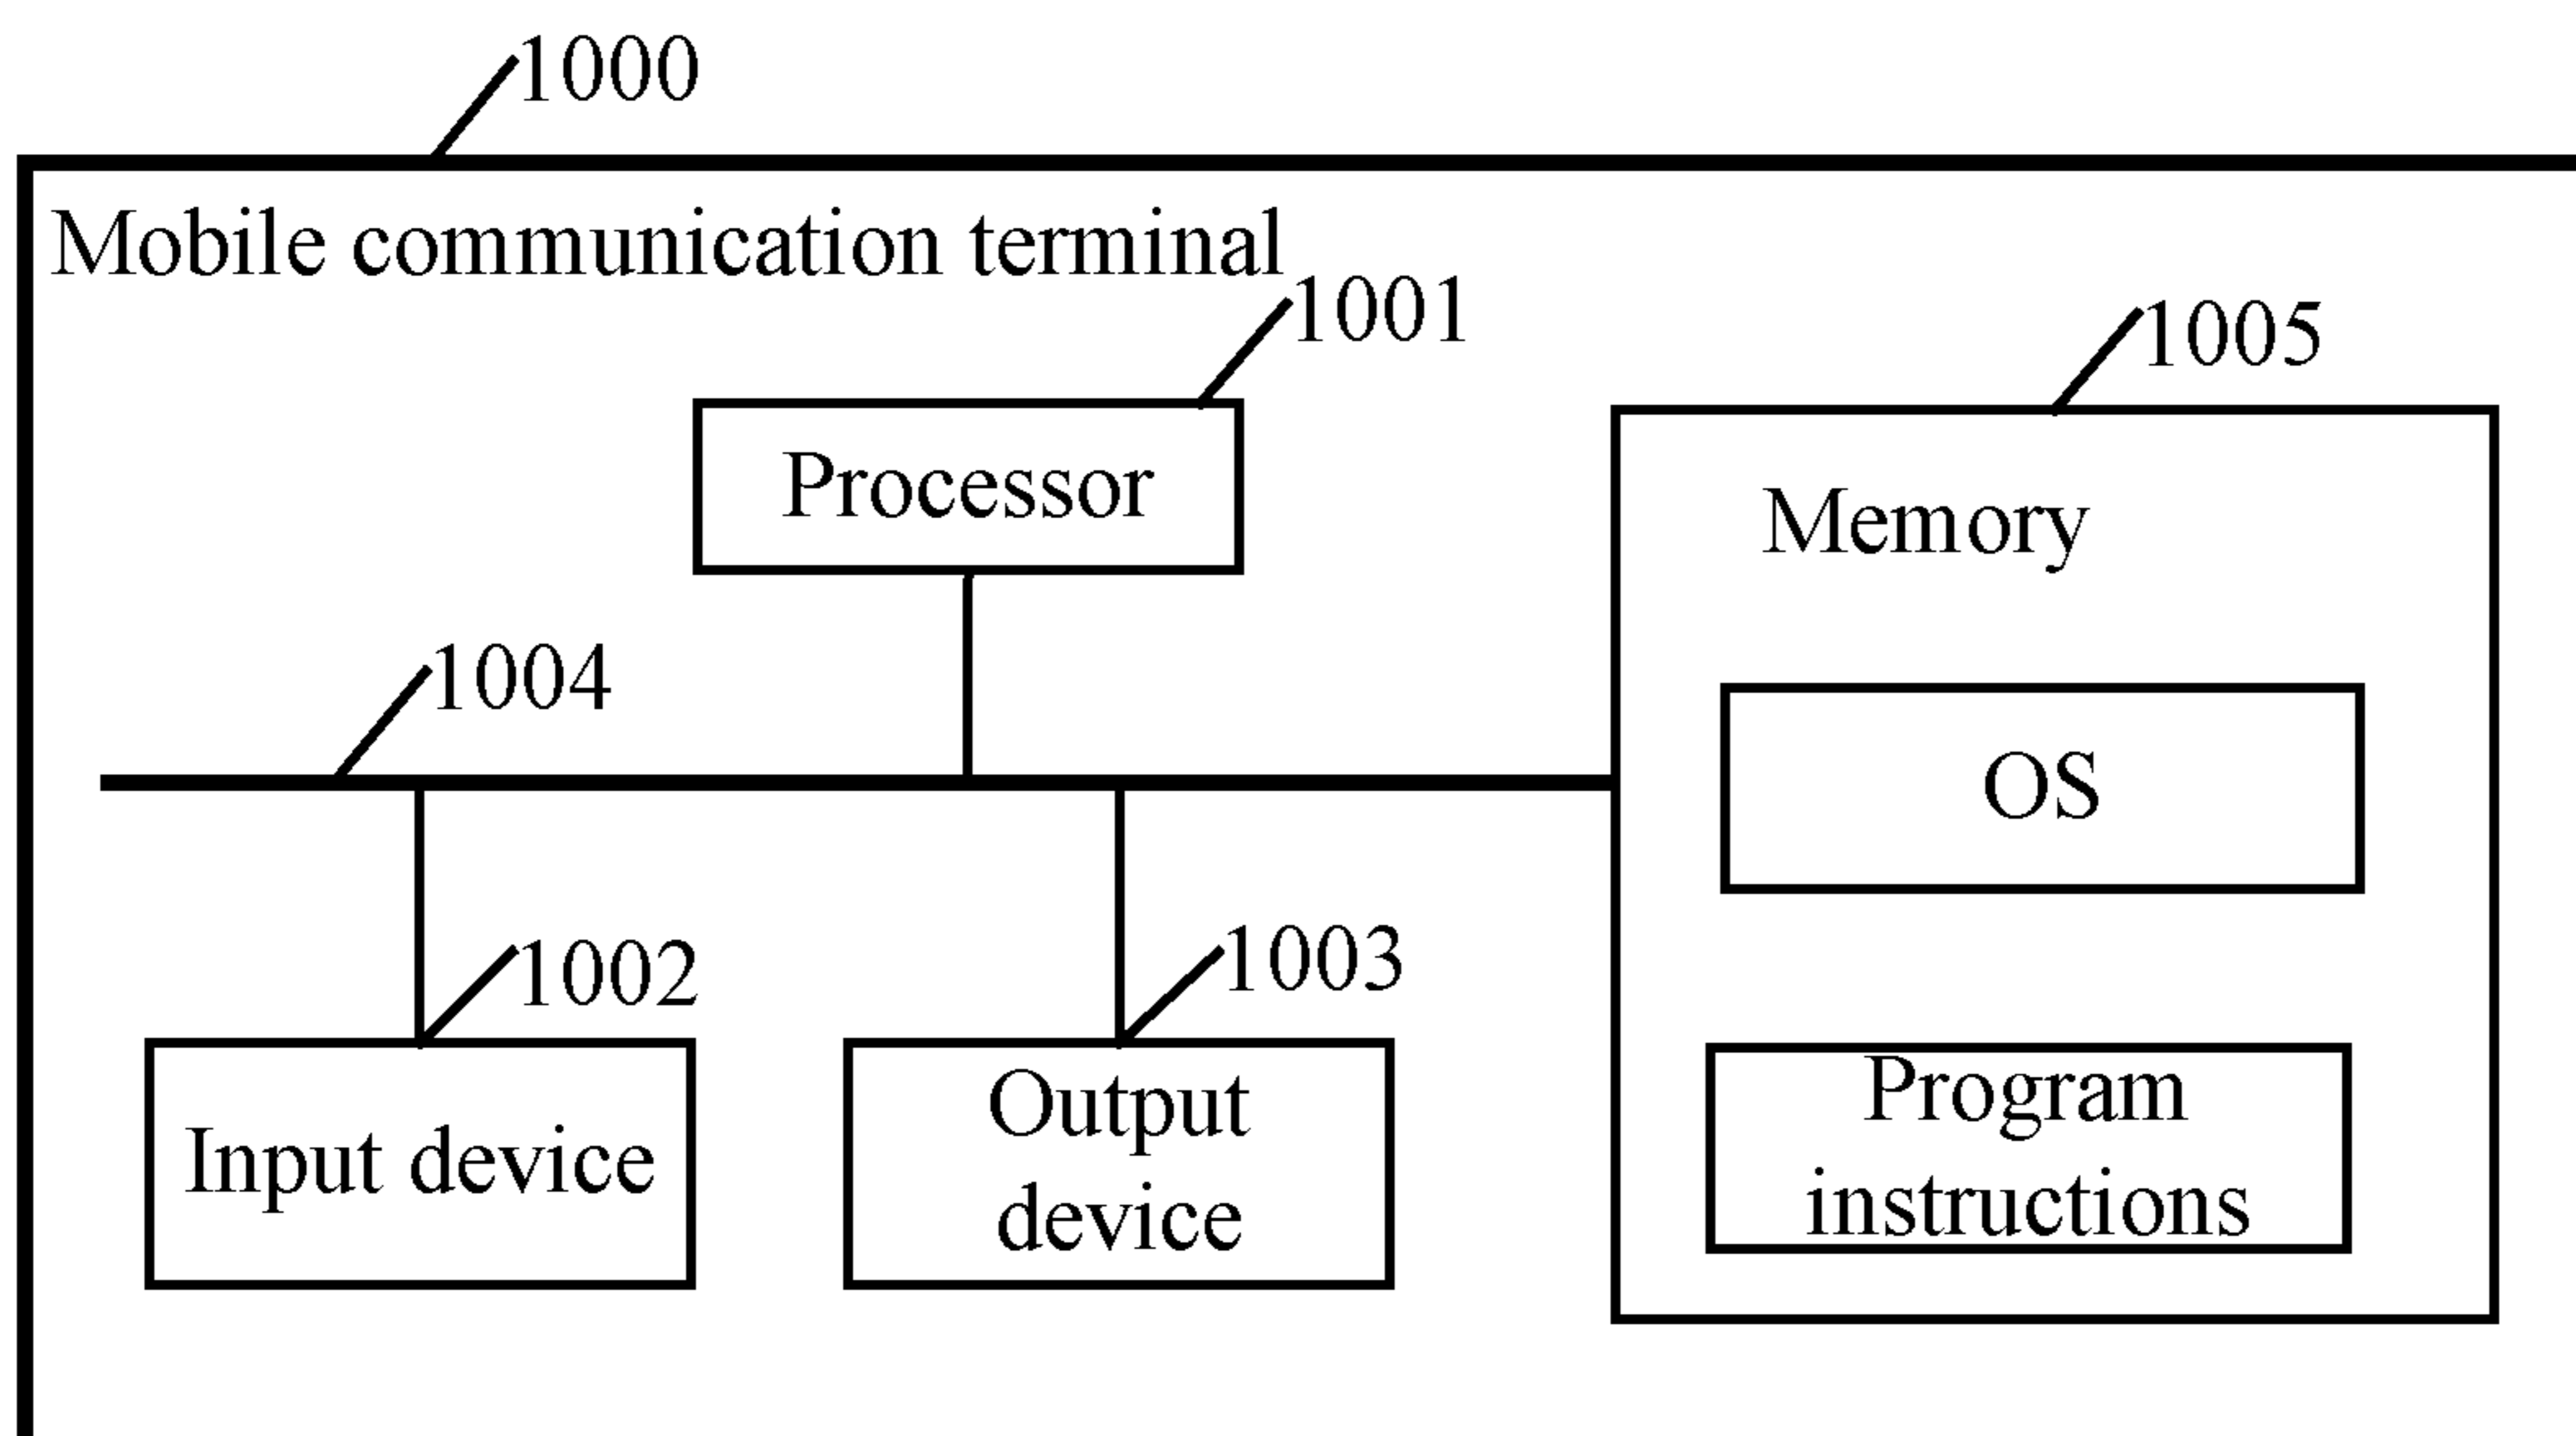 1000
Mobile communication terminal
1001
1005
Processor
Memory
1004
OS
1002
1003
Input device
Output
device
Program
instructions